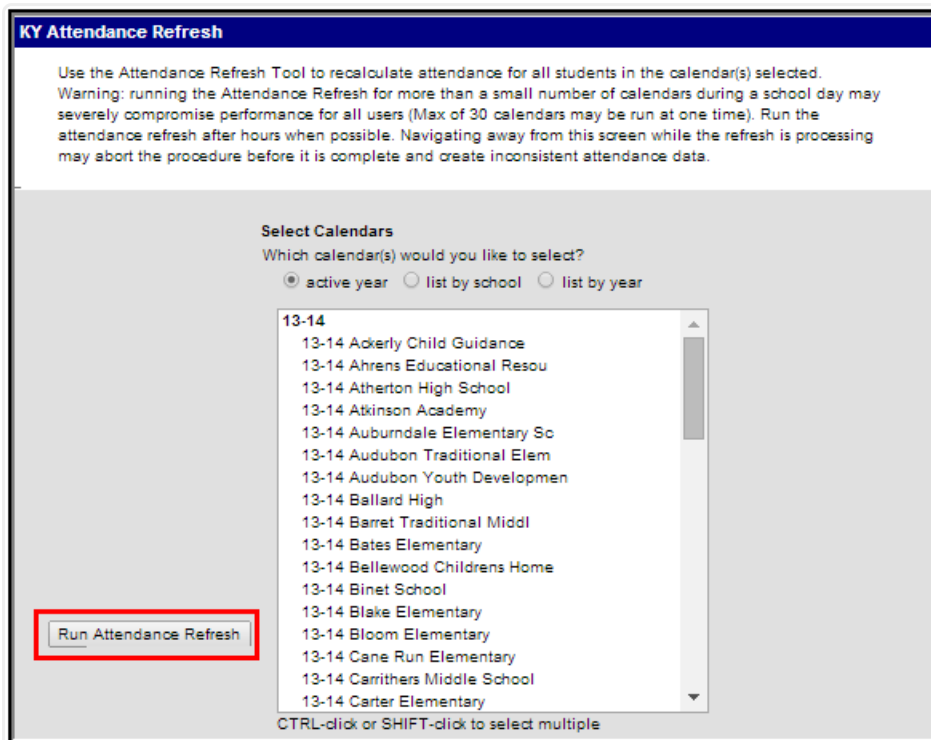 KY Attendance Refresh
Use the Attendance Refresh Tool to recalculate attendance for all students in the calendar(s) selected.
Warning: running the Attendance Refresh for more than a small number of calendars during a school day may
severely compromise performance for all users (Max of 30 calendars may be run at one time). Run the
attendance refresh after hours when possible. Navigating away from this screen while the refresh is processing
may abort the procedure before it is complete and create inconsistent attendance data.
Select Calendars
Which calendar(s) would you like to select?
active year list by school list by year
13-14
13-14 Ackerly Child Guidance
13-14 Ahrens Educational Resou
13-14 Atherton High School
13-14 Atkinson Academy
13-14 Auburndale Elementary Sc
13-14 Audubon Traditional Elem
13-14 Audubon Youth Developmen
13-14 Ballard High
13-14 Barret Traditional Middl
13-14 Bates Elementary
13-14 Bellewood Childrens Home
13-14 Binet School
13-14 Blake Elementary
13-14 Bloom Elementary
13-14 Cane Run Elementary
13-14 Carrithers Middle School
13-14 Carter Elementary
Run Attendance Refresh
CTRL-click or SHIFT-click to select multiple